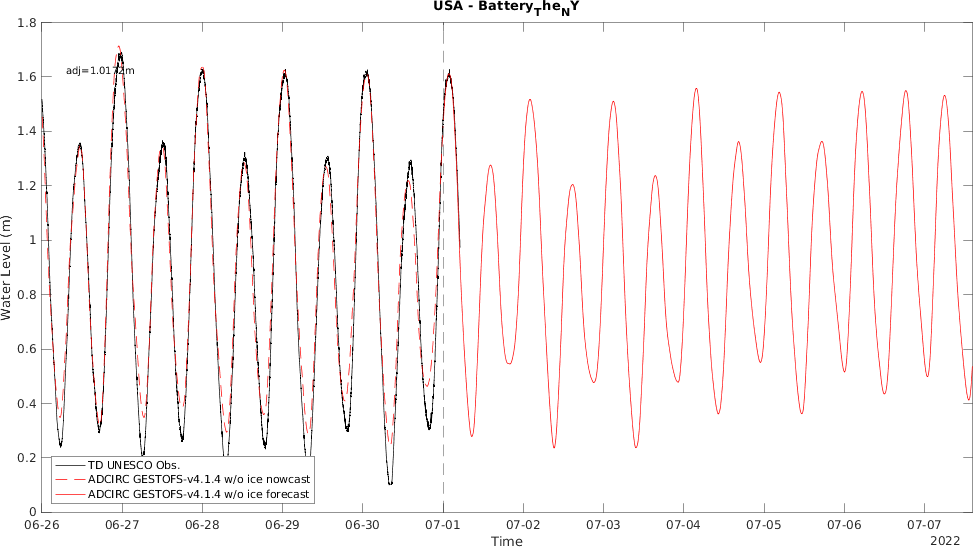 USA - Battery_The_NY
1.8
1.6
1.4
1.2
1
0.8
0.6
0.4
0.2
0
Water Level (m)
adj=1.0172m
TD UNESCO Obs.
ADCIRC GESTOFS-v4.1.4 w/o ice nowcast
ADCIRC GESTOFS-v4.1.4 w/o ice forecast
06-26 06-27 06-28 06-29 06-30 07-01 07-02 07-03 07-04 07-05 07-06 07-07
Time
2022